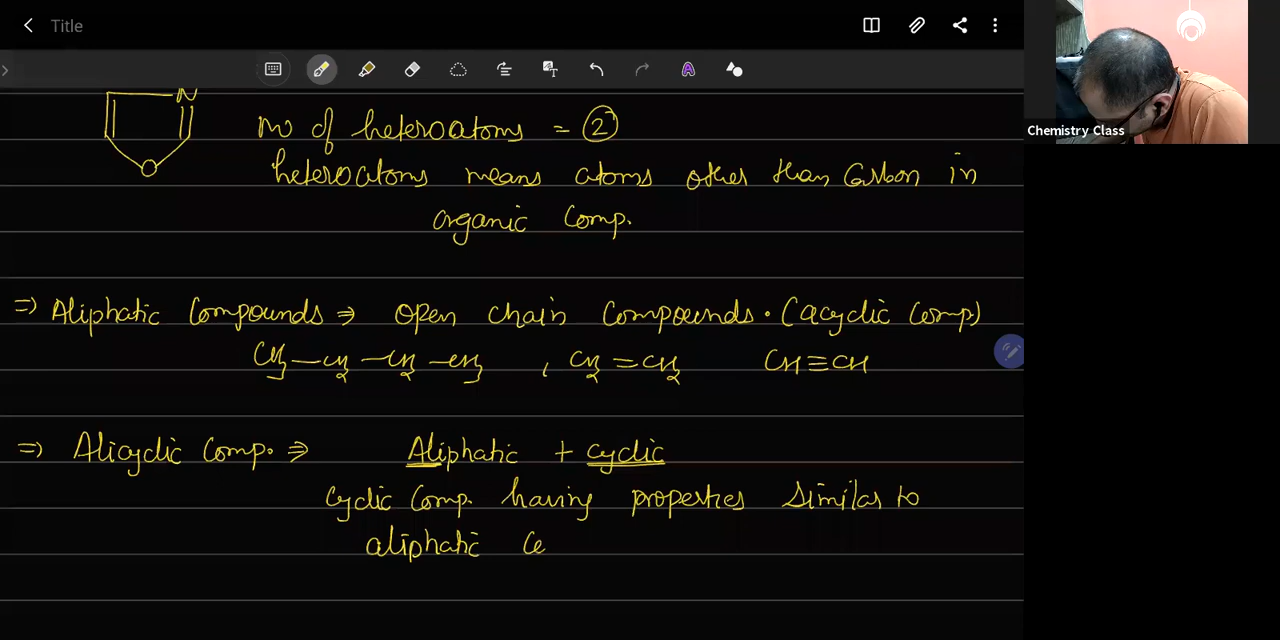 Title
Chemistry Class
N
no of heteroatoms = 2
heteroatoms means atoms other than Carbon in
organic Comp.
O
⇒ Aliphatic Compounds ⇒ open chain Compounds. (acyclic Comp)
CH3—CH2—CH2—CH3 , CH2=CH2 CH≡CH
⇒ Alicyclic Comp. ⇒ Aliphatic + cyclic
cyclic Comp. having properties similar to
aliphatic Co